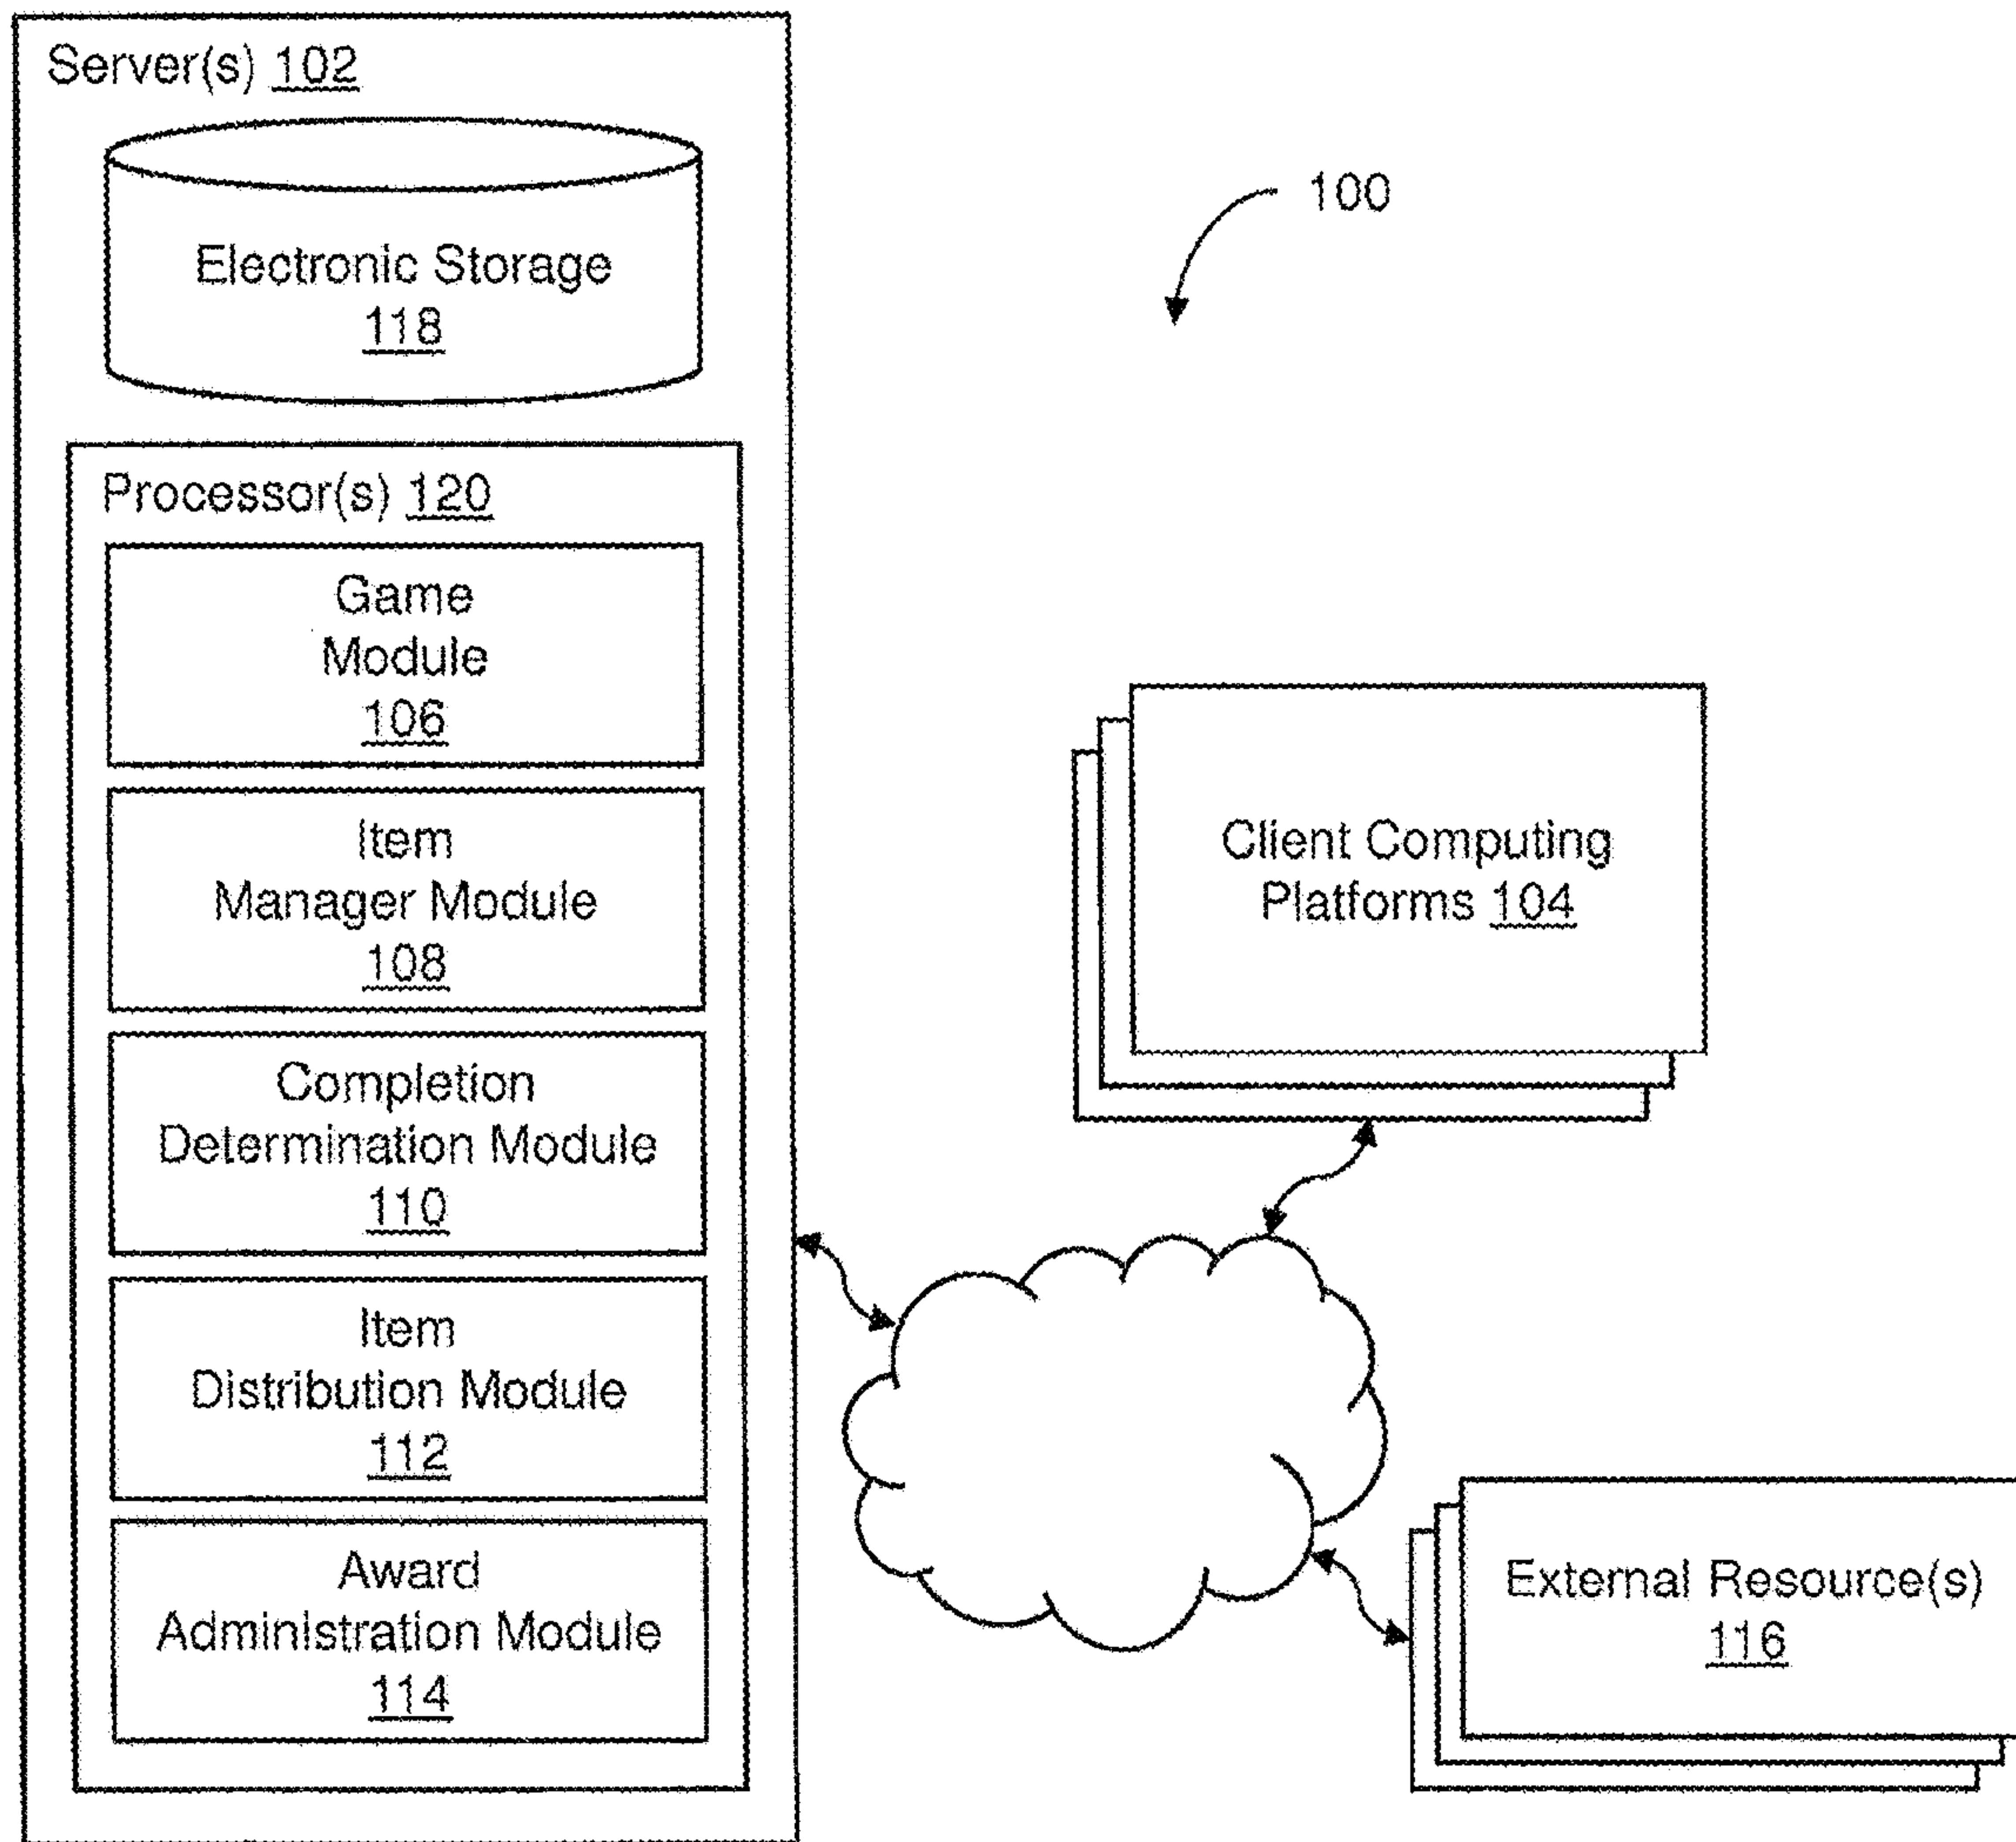 Server(s) 102
Electronic Storage
118
100
Processor(s) 120
Game
Module
106
Item
Manager Module
108
Completion
Determination Module
110
Item
Distribution Module
112
Award
Administration Module
114
Client Computing
Platforms 104
External Resource(s)
116